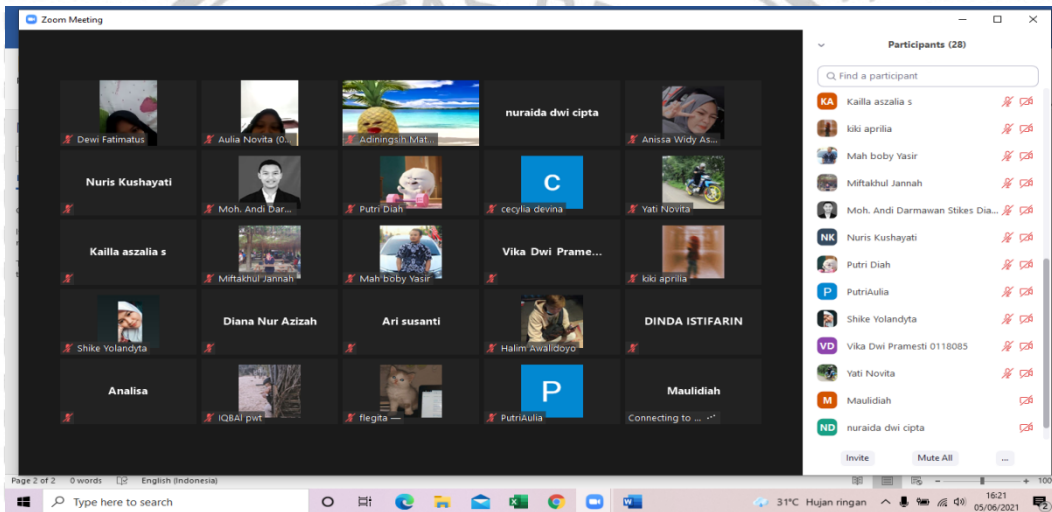 Zoom Meeting
Participants (28)
Find a participant
Dewi Fatimatus
Aulia Novita (0...
Adiningsih Mat...
nuraida dwi cipta
Anissa Widy As...
Nuris Kushayati
Moh. Andi Dar...
Putri Diah
C
cecylia devina
Yati Novita
Kailla aszalia s
Miftakhul Jannah
Mah boby Yasir
Vika Dwi Prame...
kiki aprilia
Shike Yolandyta
Diana Nur Azizah
Ari susanti
Halim Awalidoyo
DINDA ISTIFARIN
Analisa
IQBAl pwt
flegita —
P
PutriAulia
Maulidiah
Connecting to ...
KA Kailla aszalia s
kiki aprilia
Mah boby Yasir
Miftakhul Jannah
Moh. Andi Darmawan Stikes Dia...
NK Nuris Kushayati
Putri Diah
P PutriAulia
Shike Yolandyta
VD Vika Dwi Pramesti 0118085
Yati Novita
M Maulidiah
ND nuraida dwi cipta
Invite Mute All ...
Page 2 of 2 0 words English (Indonesia)
Type here to search
31°C Hujan ringan
16:21
05/06/2021
2